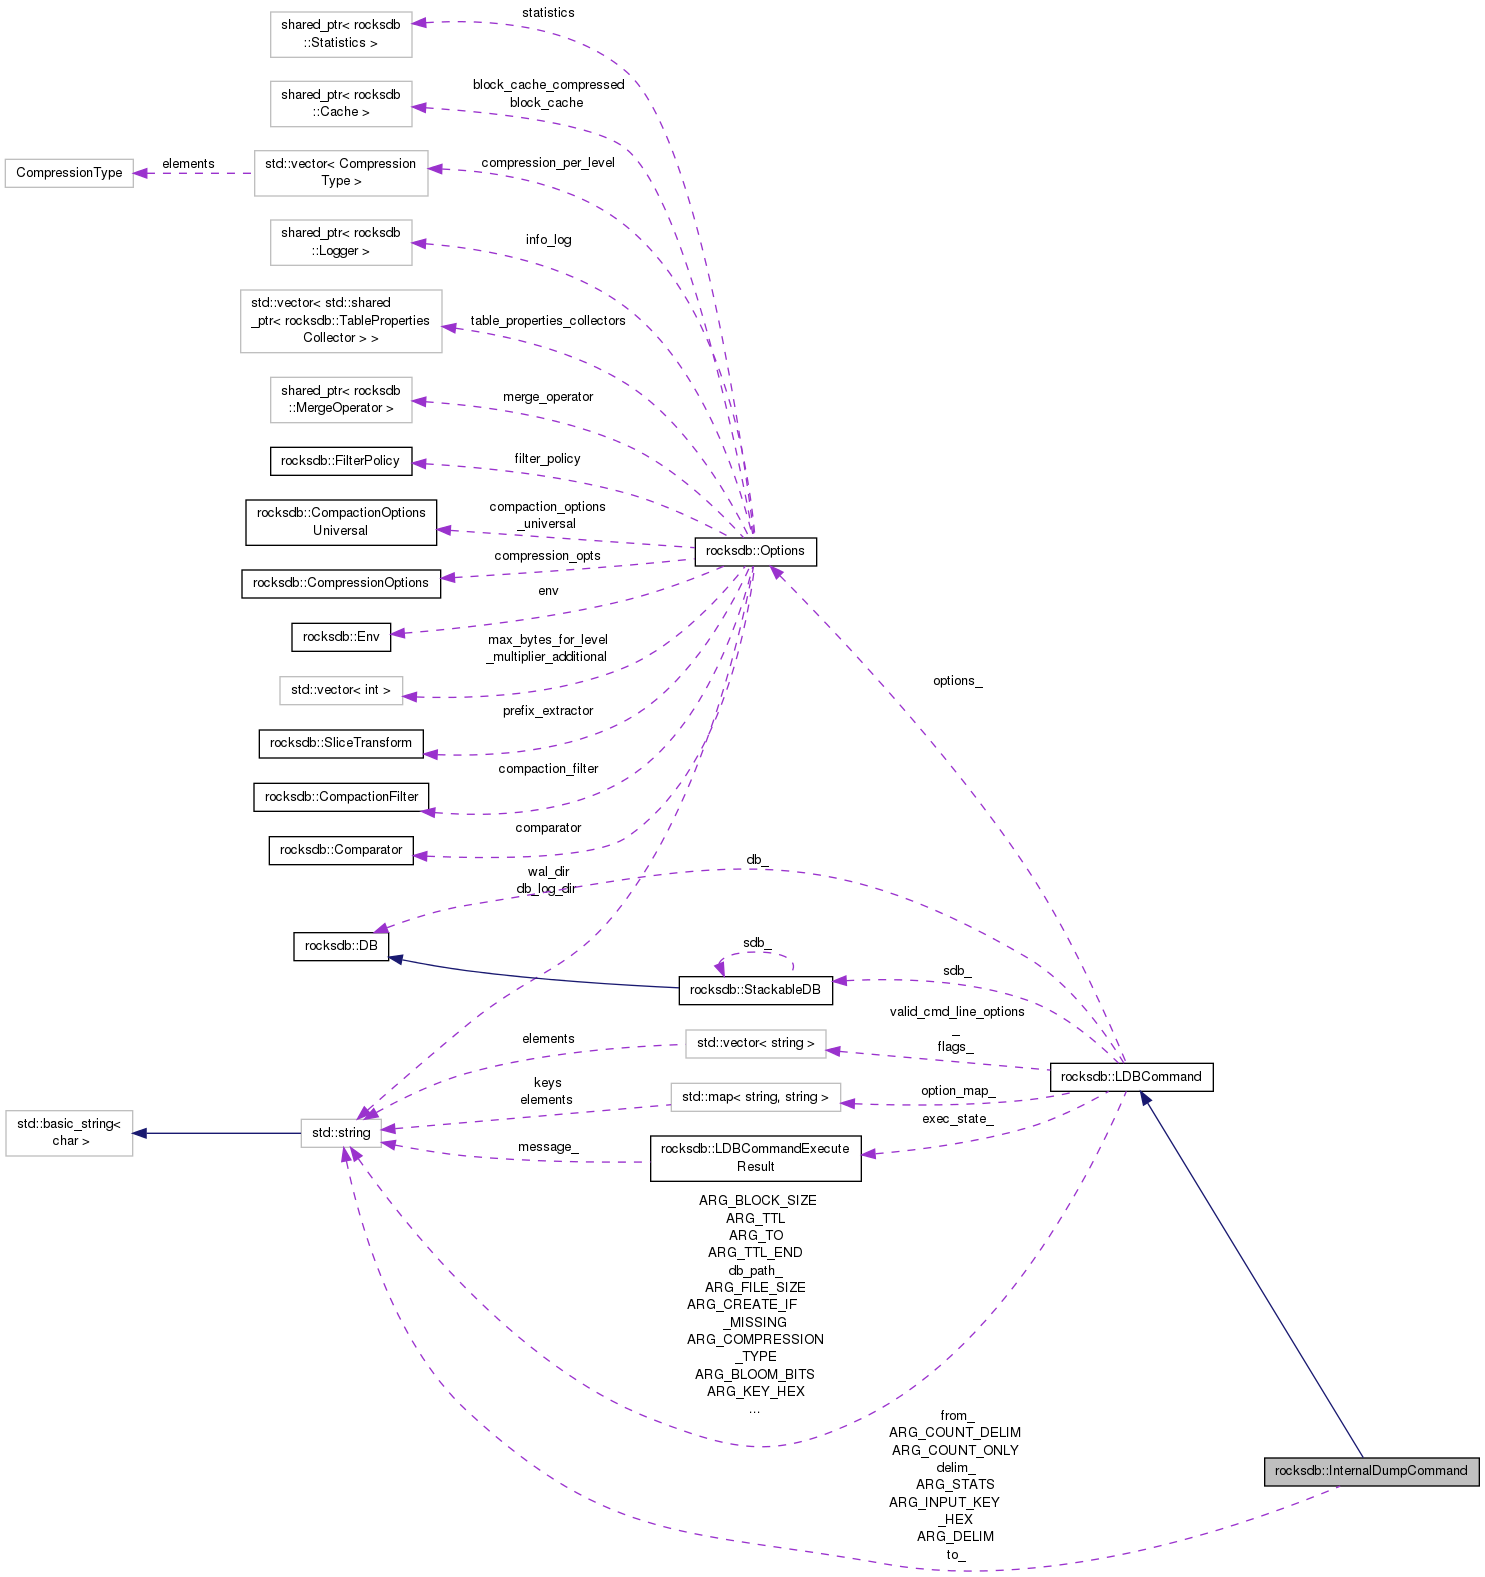 statistics
shared_ptr< rocksdb
::Statistics >
block_cache_compressed
block_cache
shared_ptr< rocksdb
::Cache >
CompressionType
elements
std::vector< Compression
Type >
compression_per_level
shared_ptr< rocksdb
::Logger >
info_log
std::vector< std::shared
_ptr< rocksdb::TableProperties
Collector > >
table_properties_collectors
shared_ptr< rocksdb
::MergeOperator >
merge_operator
rocksdb::FilterPolicy
filter_policy
rocksdb::CompactionOptions
Universal
compaction_options
_universal
rocksdb::Options
rocksdb::CompressionOptions
compression_opts
rocksdb::Env
env
std::vector< int >
max_bytes_for_level
_multiplier_additional
options_
rocksdb::SliceTransform
prefix_extractor
rocksdb::CompactionFilter
compaction_filter
rocksdb::Comparator
comparator
wal_dir
db_log_dir
db_
rocksdb::DB
sdb_
rocksdb::StackableDB
sdb_
valid_cmd_line_options
_
flags_
elements
std::vector< string >
rocksdb::LDBCommand
keys
elements
std::map< string, string >
option_map_
exec_state_
std::basic_string<
char >
std::string
message_
rocksdb::LDBCommandExecute
Result
ARG_BLOCK_SIZE
ARG_TTL
ARG_TO
ARG_TTL_END
db_path_
ARG_FILE_SIZE
ARG_CREATE_IF
_MISSING
ARG_COMPRESSION
_TYPE
ARG_BLOOM_BITS
ARG_KEY_HEX
...
from_
ARG_COUNT_DELIM
ARG_COUNT_ONLY
delim_
ARG_STATS
ARG_INPUT_KEY
_HEX
ARG_DELIM
to_
rocksdb::InternalDumpCommand